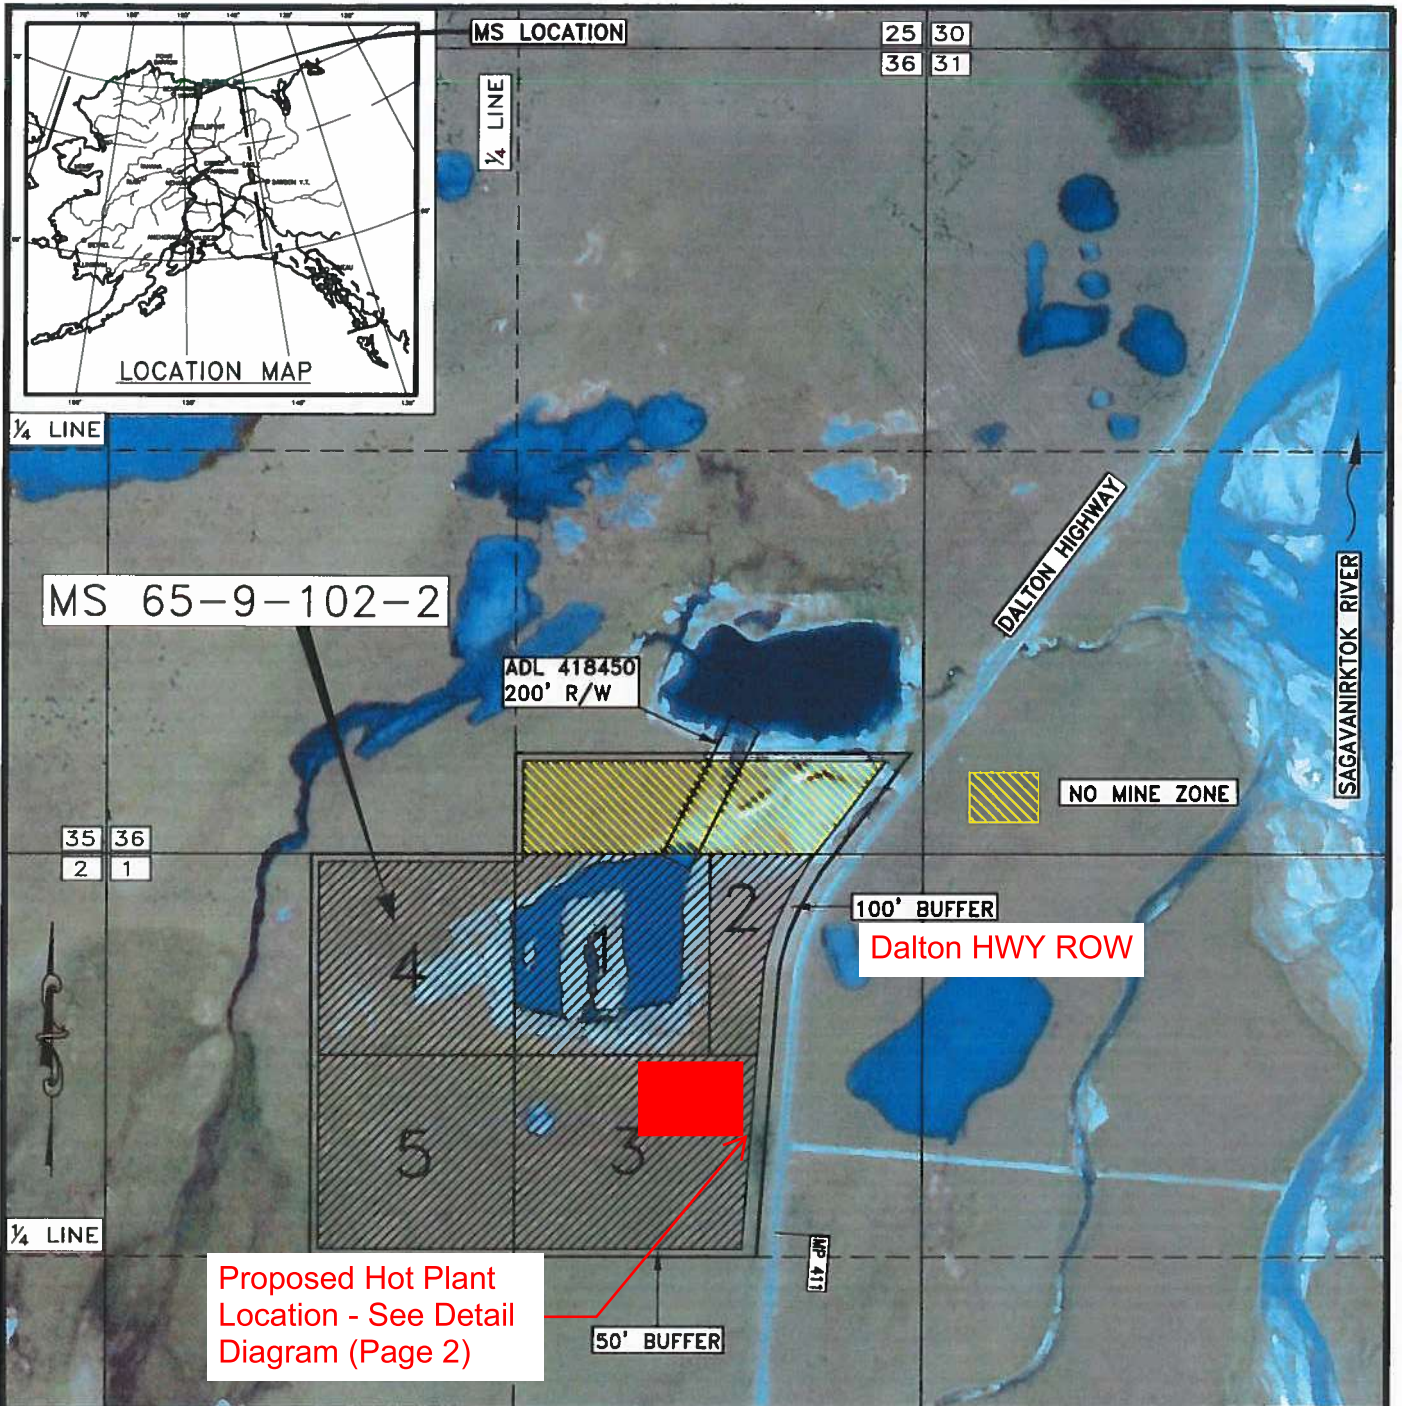 MS LOCATION
25 30
36 31
¼ LINE
LOCATION MAP
¼ LINE
DALTON HIGHWAY
SAGAVANIRKTOK RIVER
MS 65-9-102-2
ADL 418450
200' R/W
NO MINE ZONE
35 36
2 1
100' BUFFER
Dalton HWY ROW
1
2
4
5
3
¼ LINE
MP 411
Proposed Hot Plant
Location - See Detail
Diagram (Page 2)
50' BUFFER